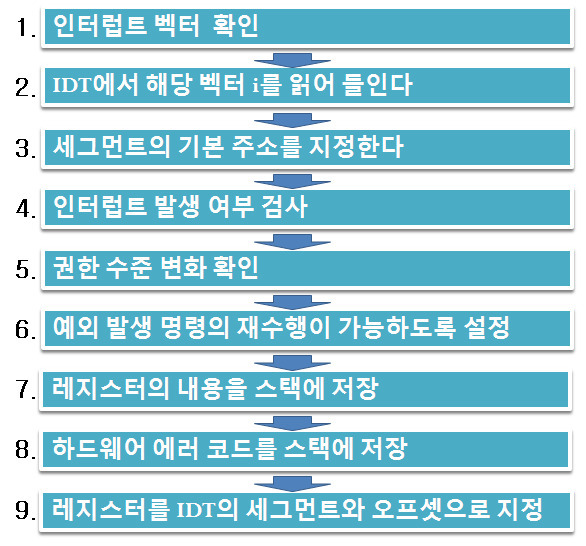 1. 인터럽트 벡터 확인
2. IDT에서 해당 벡터 i를 읽어 들인다
3. 세그먼트의 기본 주소를 지정한다
4. 인터럽트 발생 여부 검사
5. 권한 수준 변화 확인
6. 예외 발생 명령의 재수행이 가능하도록 설정
7. 레지스터의 내용을 스택에 저장
8. 하드웨어 에러 코드를 스택에 저장
9. 레지스터를 IDT의 세그먼트와 오프셋으로 지정